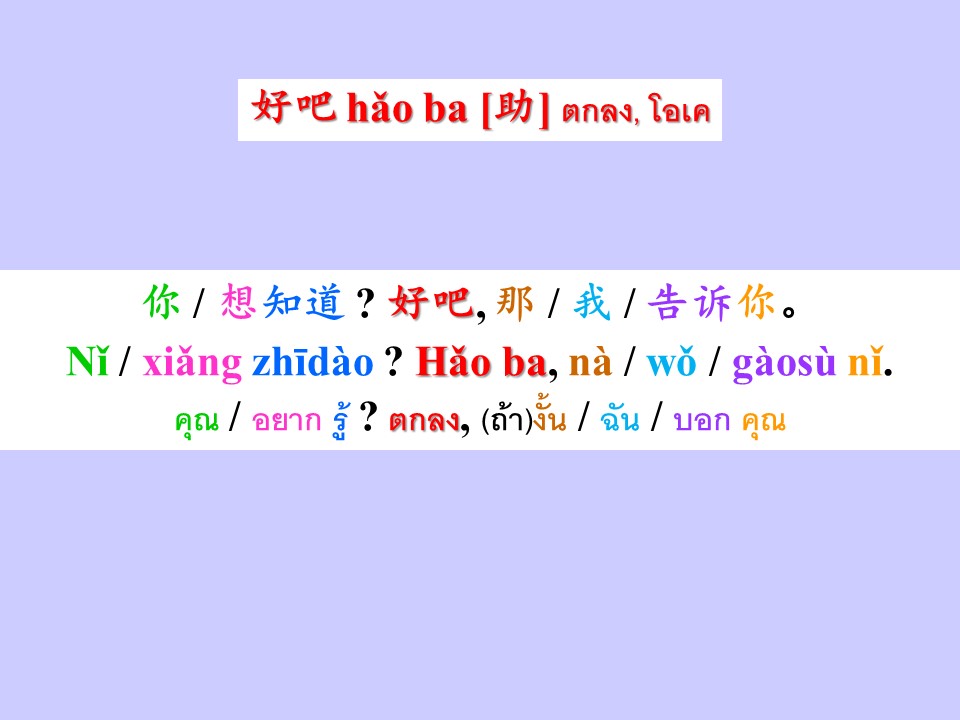 好吧 hǎo ba [助] ตกลง, โอเค
你 / 想知道 ? 好吧, 那 / 我 / 告诉你。
Nǐ / xiǎng zhīdào ? Hǎo ba, nà / wǒ / gàosù nǐ.
คุณ / อยาก รู้ ? ตกลง, (ถ้า)งั้น / ฉัน / บอก คุณ